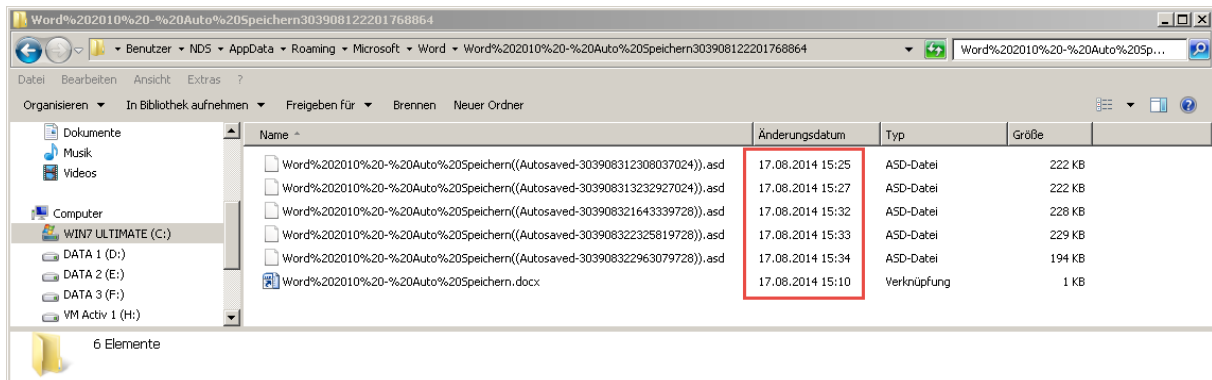 Word%202010%20-%20Auto%20Speichern303908122201768864
Benutzer NDS AppData Roaming Microsoft Word Word%202010%20-%20Auto%20Speichern303908122201768864 Word%202010%20-%20Auto%20Sp...
Datei Bearbeiten Ansicht Extras ?
Organisieren In Bibliothek aufnehmen Freigeben für Brennen Neuer Ordner
Dokumente
Musik
Videos
Computer
WIN7 ULTIMATE (C:)
DATA 1 (D:)
DATA 2 (E:)
DATA 3 (F:)
VM Activ 1 (H:)
Name Änderungsdatum Typ Größe
Word%202010%20-%20Auto%20Speichern((Autosaved-303908312308037024)).asd 17.08.2014 15:25 ASD-Datei 222 KB
Word%202010%20-%20Auto%20Speichern((Autosaved-303908313232927024)).asd 17.08.2014 15:27 ASD-Datei 222 KB
Word%202010%20-%20Auto%20Speichern((Autosaved-303908321643339728)).asd 17.08.2014 15:32 ASD-Datei 228 KB
Word%202010%20-%20Auto%20Speichern((Autosaved-303908322325819728)).asd 17.08.2014 15:33 ASD-Datei 229 KB
Word%202010%20-%20Auto%20Speichern((Autosaved-303908322963079728)).asd 17.08.2014 15:34 ASD-Datei 194 KB
Word%202010%20-%20Auto%20Speichern.docx 17.08.2014 15:10 Verknüpfung 1 KB
6 Elemente